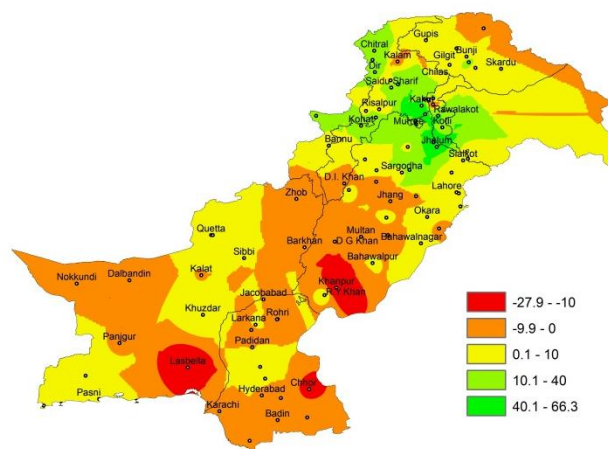 Gupis
Chitral
Kalam
Gilgit
Bunji
Dir
Chilas
Skardu
Saidu Sharif
Kakul
Risalpur
Rawalakot
Kohat
Kotli
Bannu
Jhelum
Sialkot
Sargodha
D.I. Khan
Lahore
Zhob
Jhang
Okara
Quetta
Multan
Barkhan
D G Khan
Bahawalnagar
Sibbi
Bahawalpur
Nokkundi
Dalbandin
Kalat
Khanpur
R Y Khan
Jacobabad
Khuzdar
Larkana
Rohri
Panjgur
Padidan
Lasbella
Chhor
Pasni
Hyderabad
Karachi
Badin
-27.9 - -10
-9.9 - 0
0.1 - 10
10.1 - 40
40.1 - 66.3